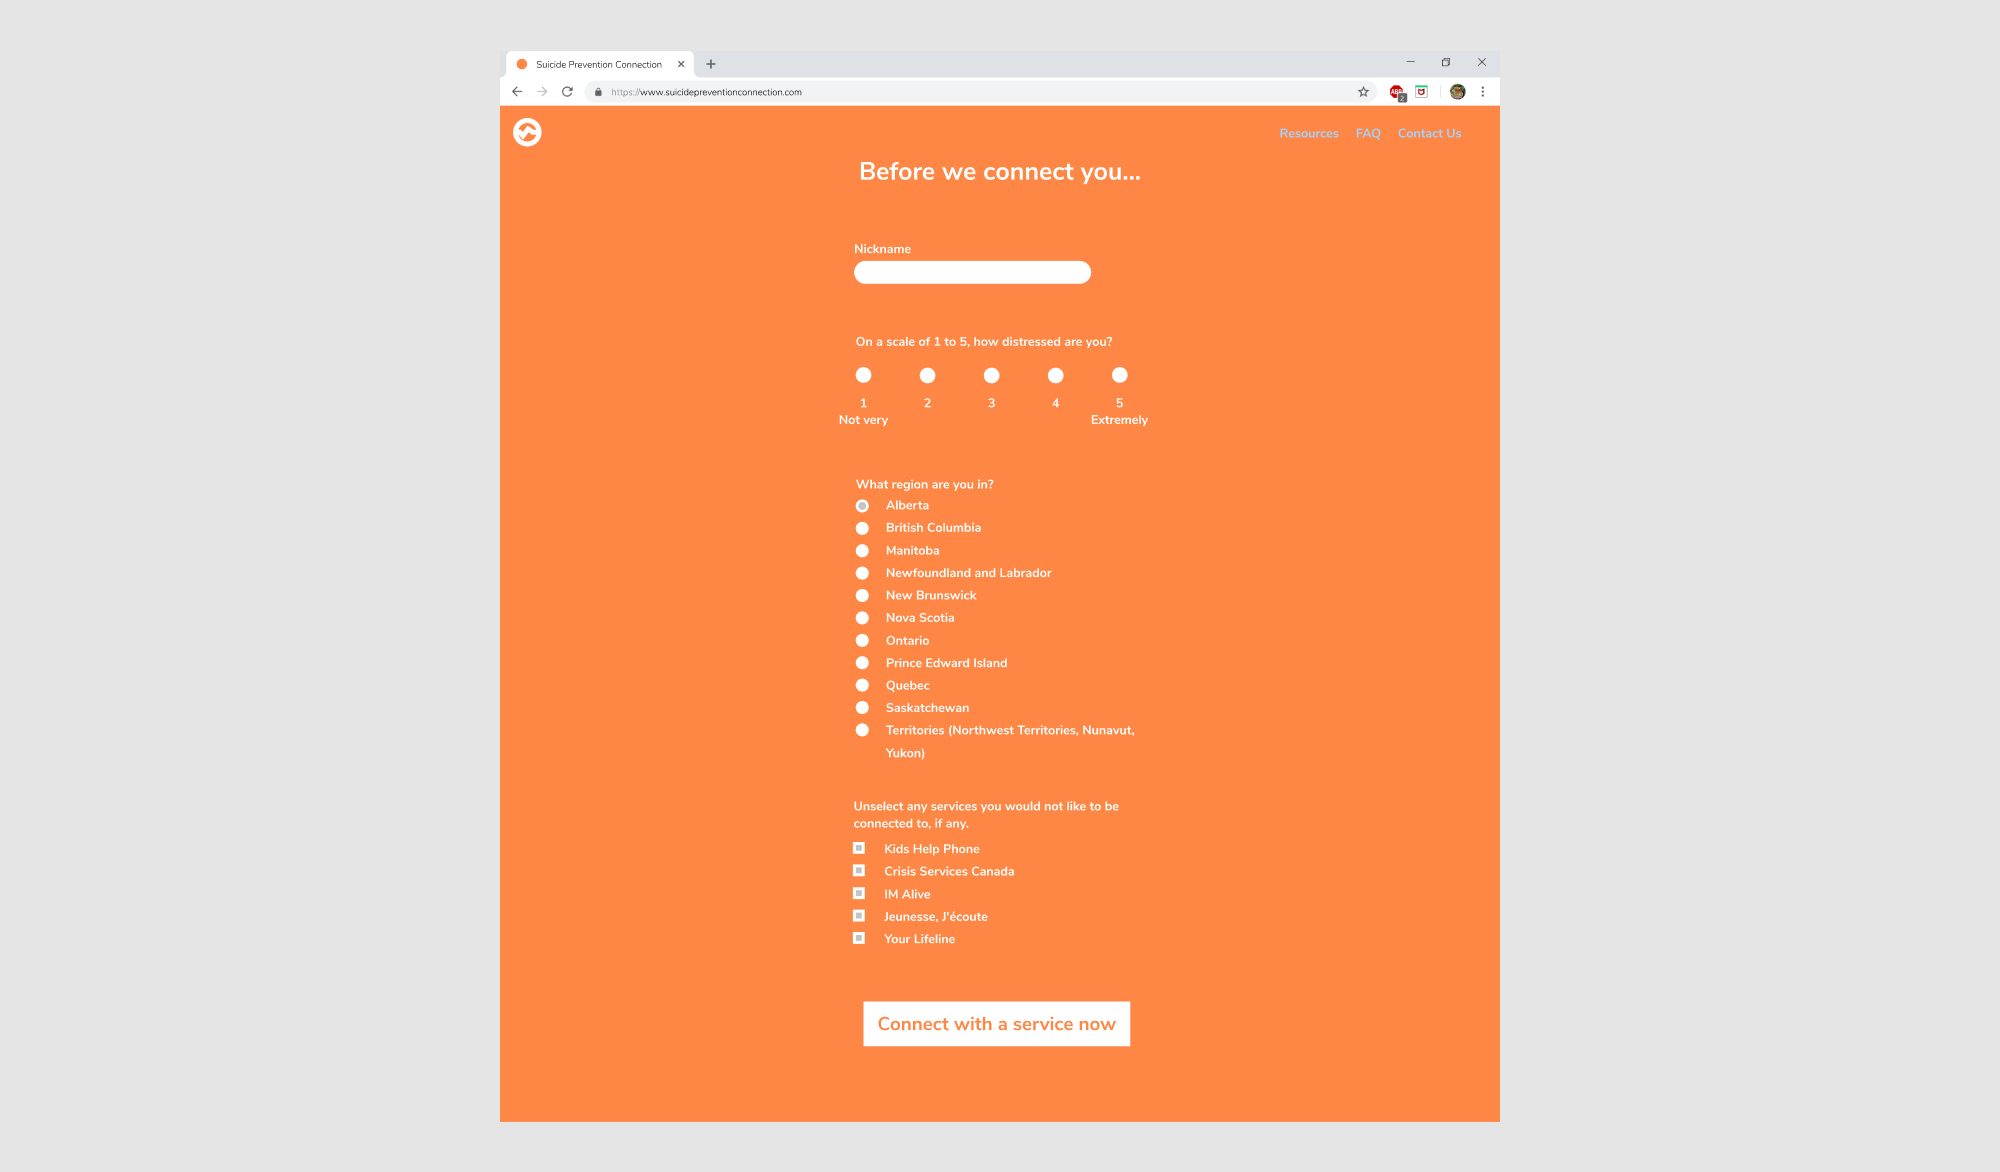 Suicide Prevention Connection
https://www.suicidepreventionconnection.com
ABP
2
Resources FAQ Contact Us
Before we connect you...
Nickname
On a scale of 1 to 5, how distressed are you?
1 2 3 4 5
Not very Extremely
What region are you in?
Alberta
British Columbia
Manitoba
Newfoundland and Labrador
New Brunswick
Nova Scotia
Ontario
Prince Edward Island
Quebec
Saskatchewan
Territories (Northwest Territories, Nunavut,
Yukon)
Unselect any services you would not like to be
connected to, if any.
Kids Help Phone
Crisis Services Canada
IM Alive
Jeunesse, J'écoute
Your Lifeline
Connect with a service now